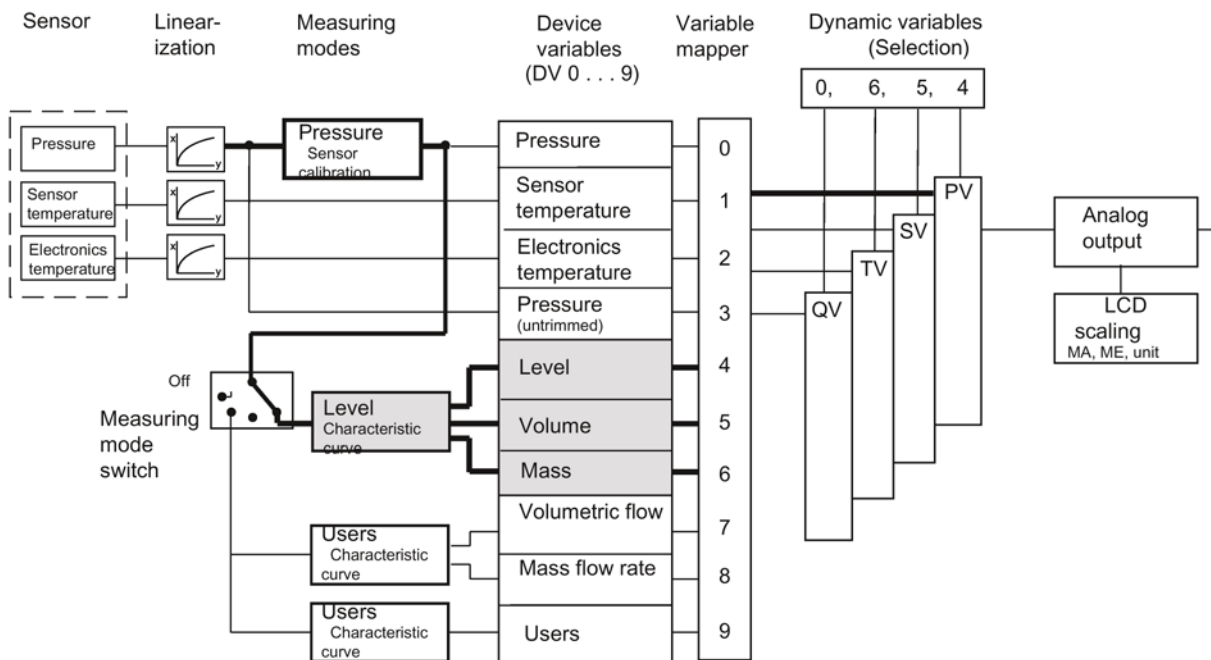 Sensor
Linear-
ization
Measuring
modes
Device
variables
(DV 0 . . . 9)
Variable
mapper
Dynamic variables
(Selection)
0, 6, 5, 4
Pressure
x
y
Pressure
Sensor
calibration
Pressure
0
Sensor
temperature
x
y
Sensor
temperature
1
PV
SV
TV
QV
Analog
output
Electronics
temperature
x
y
Electronics
temperature
2
Pressure
(untrimmed)
3
LCD
scaling
MA, ME, unit
Off
Measuring
mode
switch
Level
Characteristic
curve
Level
4
Volume
5
Mass
6
Users
Characteristic
curve
Volumetric flow
7
Mass flow rate
8
Users
Characteristic
curve
Users
9